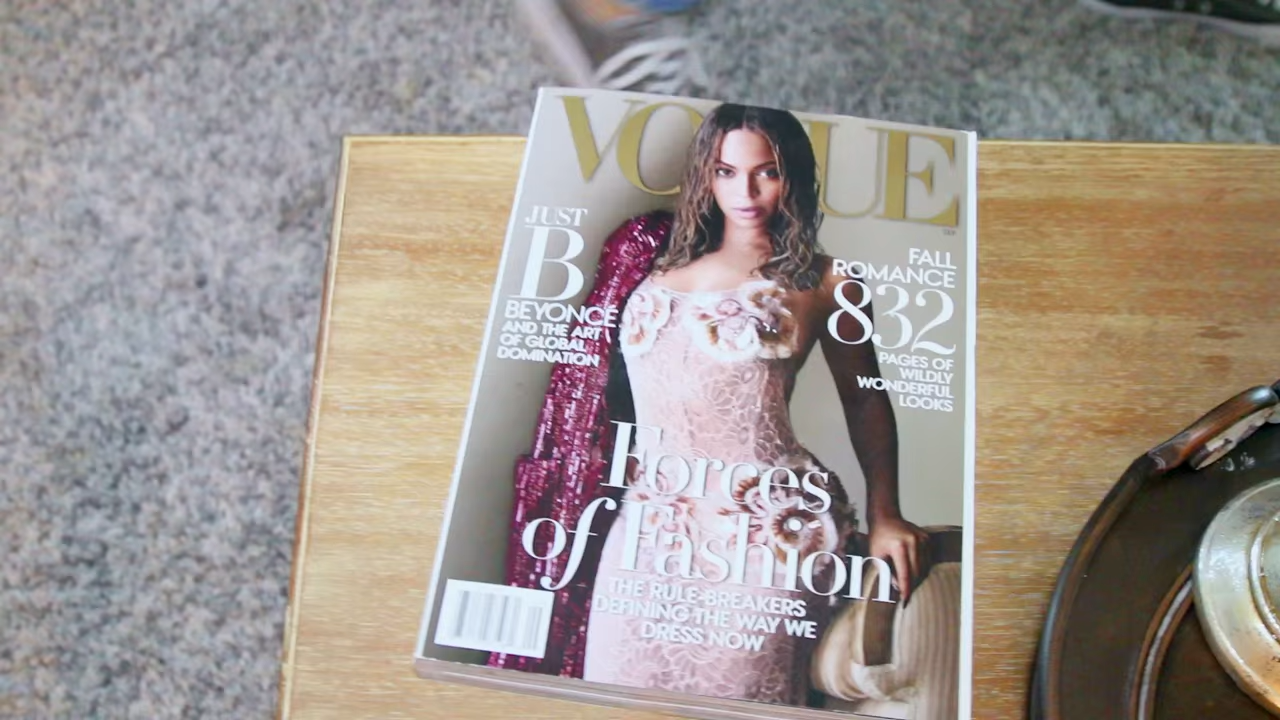 VOGUE
JUST
B
BEYONCÉ
AND THE ART
OF GLOBAL
DOMINATION
FALL
ROMANCE
832
PAGES OF
WILDLY
WONDERFUL
LOOKS
Forces
of Fashion
THE RULE-BREAKERS
DEFINING THE WAY WE
DRESS NOW